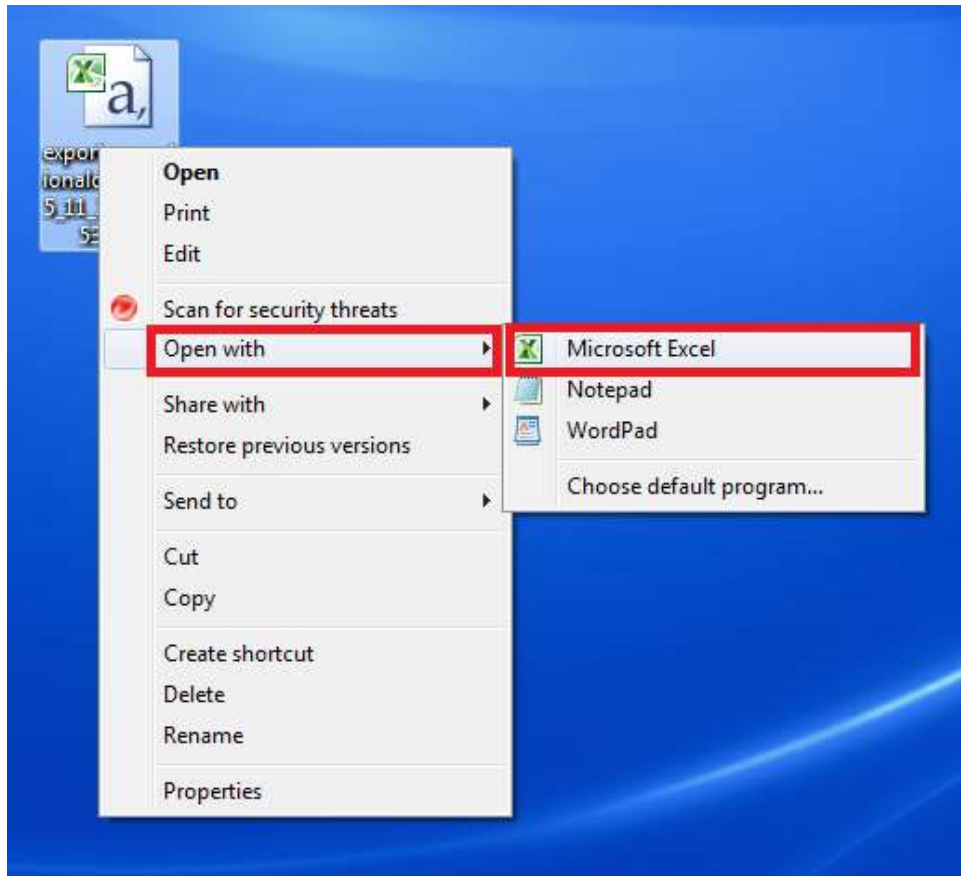 a,
Open
Print
Edit
Scan for security threats
Open with
Microsoft Excel
Notepad
Share with
WordPad
Restore previous versions
Choose default program...
Send to
Cut
Copy
Create shortcut
Delete
Rename
Properties